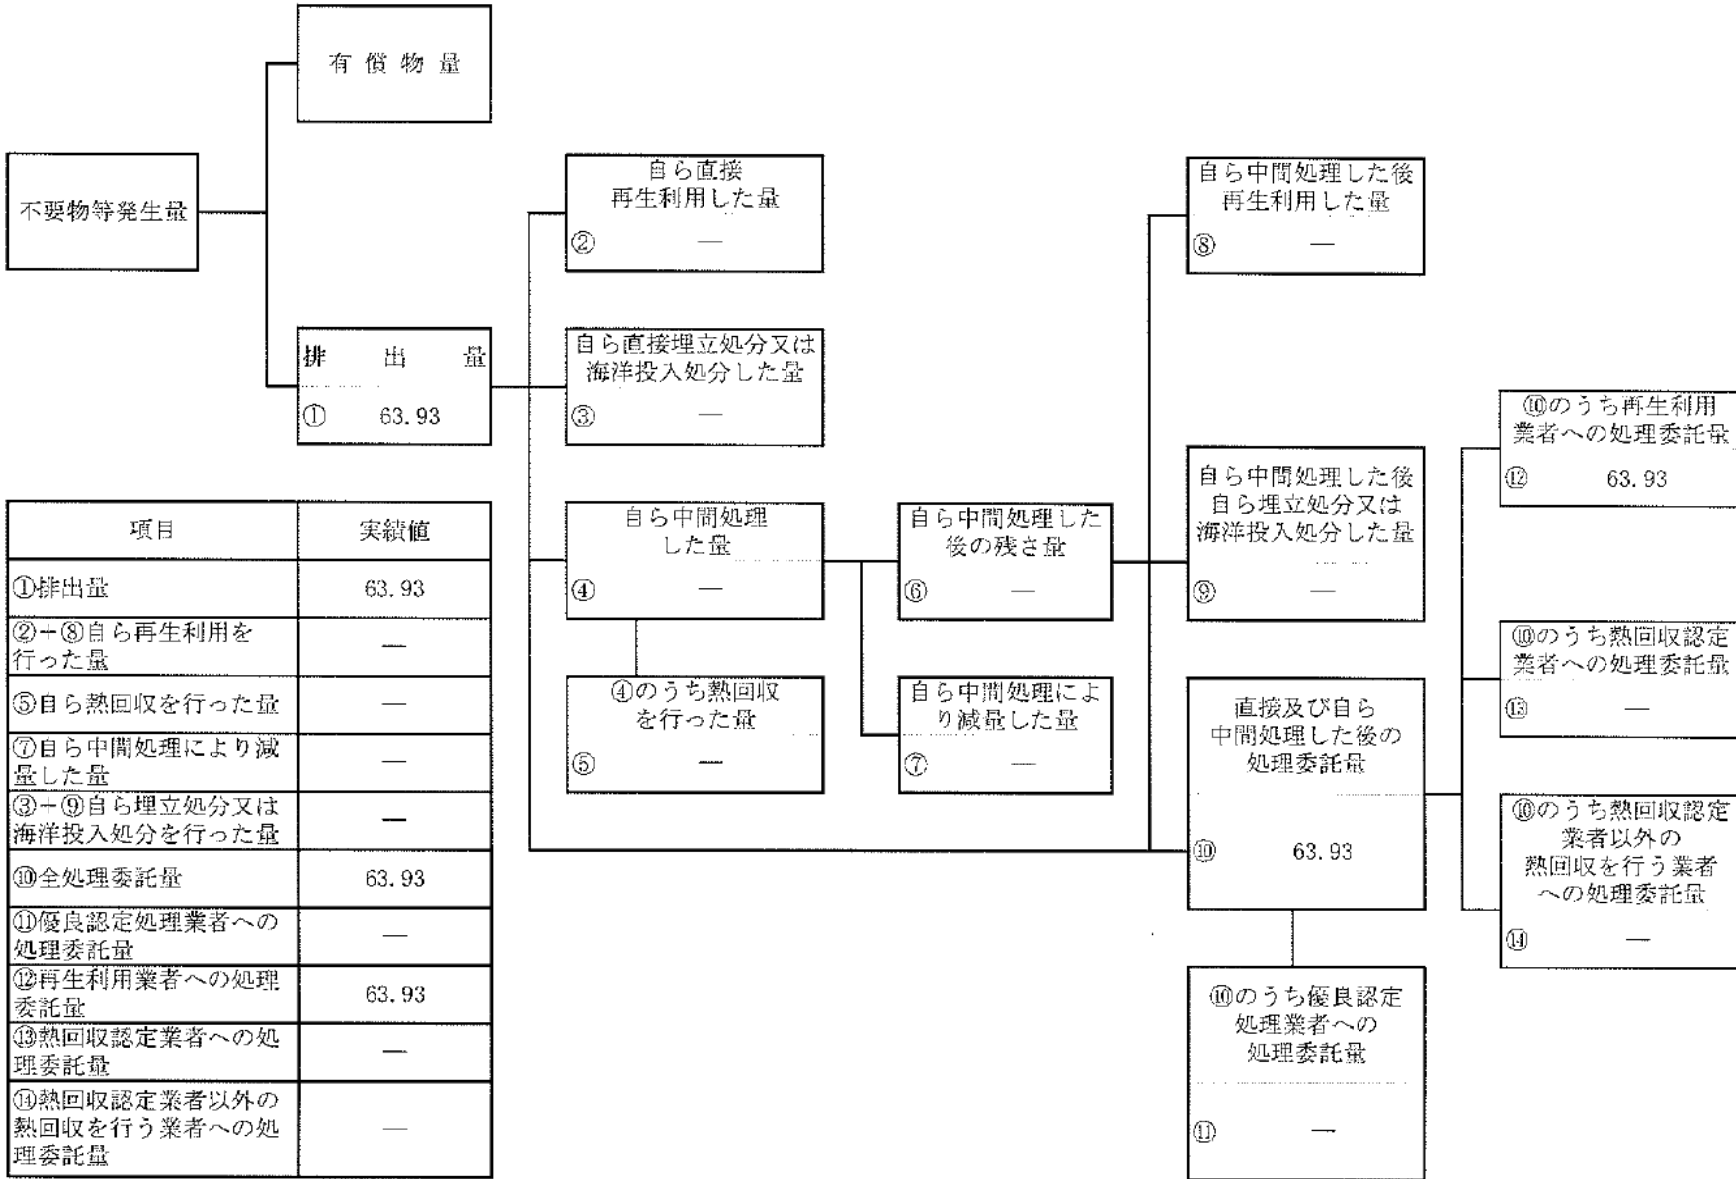 有償物量
不要物等発生量
排出量
① 63.93
自ら直接
再生利用した量
② —
自ら直接埋立処分又は
海洋投入処分した量
③ —
自ら中間処理
した量
④ —
④のうち熱回収
を行った量
⑤ —
自ら中間処理した
後の残さ量
⑥ —
自ら中間処理によ
り減量した量
⑦ —
自ら中間処理した後
再生利用した量
⑧ —
自ら中間処理した後
自ら埋立処分又は
海洋投入処分した量
⑨ —
直接及び自ら
中間処理した後の
処理委託量
⑩ 63.93
⑩のうち優良認定
処理業者への
処理委託量
⑪ —
⑩のうち再生利用
業者への処理委託量
⑫ 63.93
⑩のうち熱回収認定
業者への処理委託量
⑬ —
⑩のうち熱回収認定
業者以外の
熱回収を行う業者
への処理委託量
⑭ —
項目 実績値
①排出量 63.93
②+⑧自ら再生利用を
行った量 —
⑤自ら熱回収を行った量 —
⑦自ら中間処理により減
量した量 —
③+⑨自ら埋立処分又は
海洋投入処分を行った量 —
⑩全処理委託量 63.93
⑪優良認定処理業者への
処理委託量 —
⑫再生利用業者への処理
委託量 63.93
⑬熱回収認定業者への処
理委託量 —
⑭熱回収認定業者以外の
熱回収を行う業者への処
理委託量 —